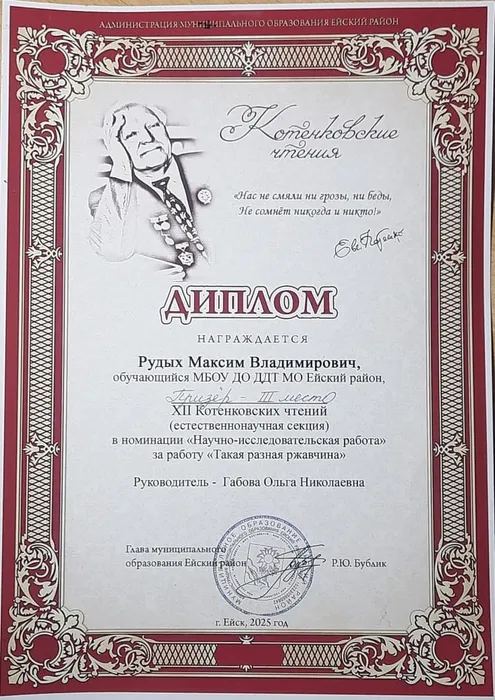 АДМИНИСТРАЦИЯ МУНИЦИПАЛЬНОГО ОБРАЗОВАНИЯ ЕЙСКИЙ РАЙОН
Котенковские
чтения
«Нас не смяли ни грозы, ни беды,
Не сомнёт никогда и никто!»
ДИПЛОМ
НАГРАЖДАЕТСЯ
Рудых Максим Владимирович,
обучающийся МБОУ ДО ДДТ МО Ейский район,
Призёр - III место
XII Котенковских чтений
(естественнонаучная секция)
в номинации «Научно-исследовательская работа»
за работу «Такая разная ржавчина»
Руководитель - Габова Ольга Николаевна
Глава муниципального
образования Ейский район
Р.Ю. Бублик
г. Ейск, 2025 год